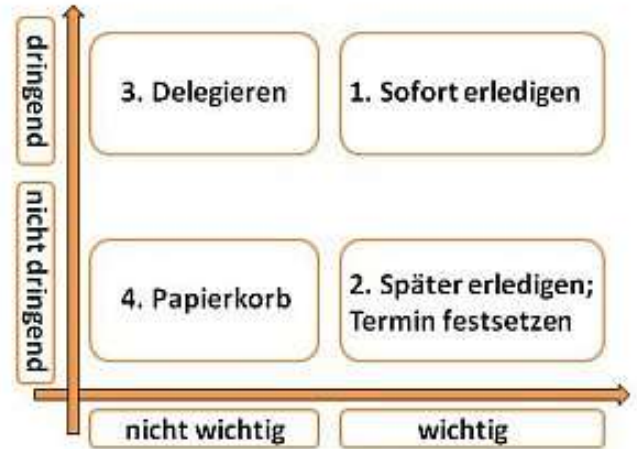 dringend
3. Delegieren
1. Sofort erledigen
nicht dringend
4. Papierkorb
2. Später erledigen;
Termin festsetzen
nicht wichtig
wichtig